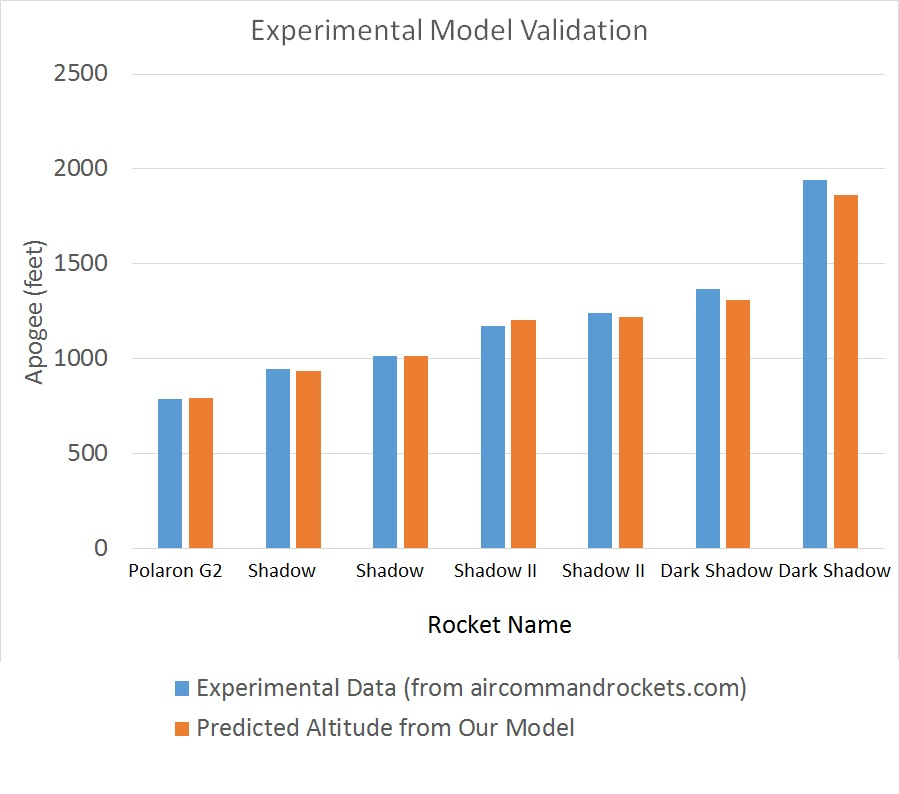 Experimental Model Validation
2500
2000
1500
1000
500
0
Apogee (feet)
Polaron G2 Shadow Shadow Shadow II Shadow II Dark Shadow Dark Shadow
Rocket Name
Experimental Data (from aircommandrockets.com)
Predicted Altitude from Our Model